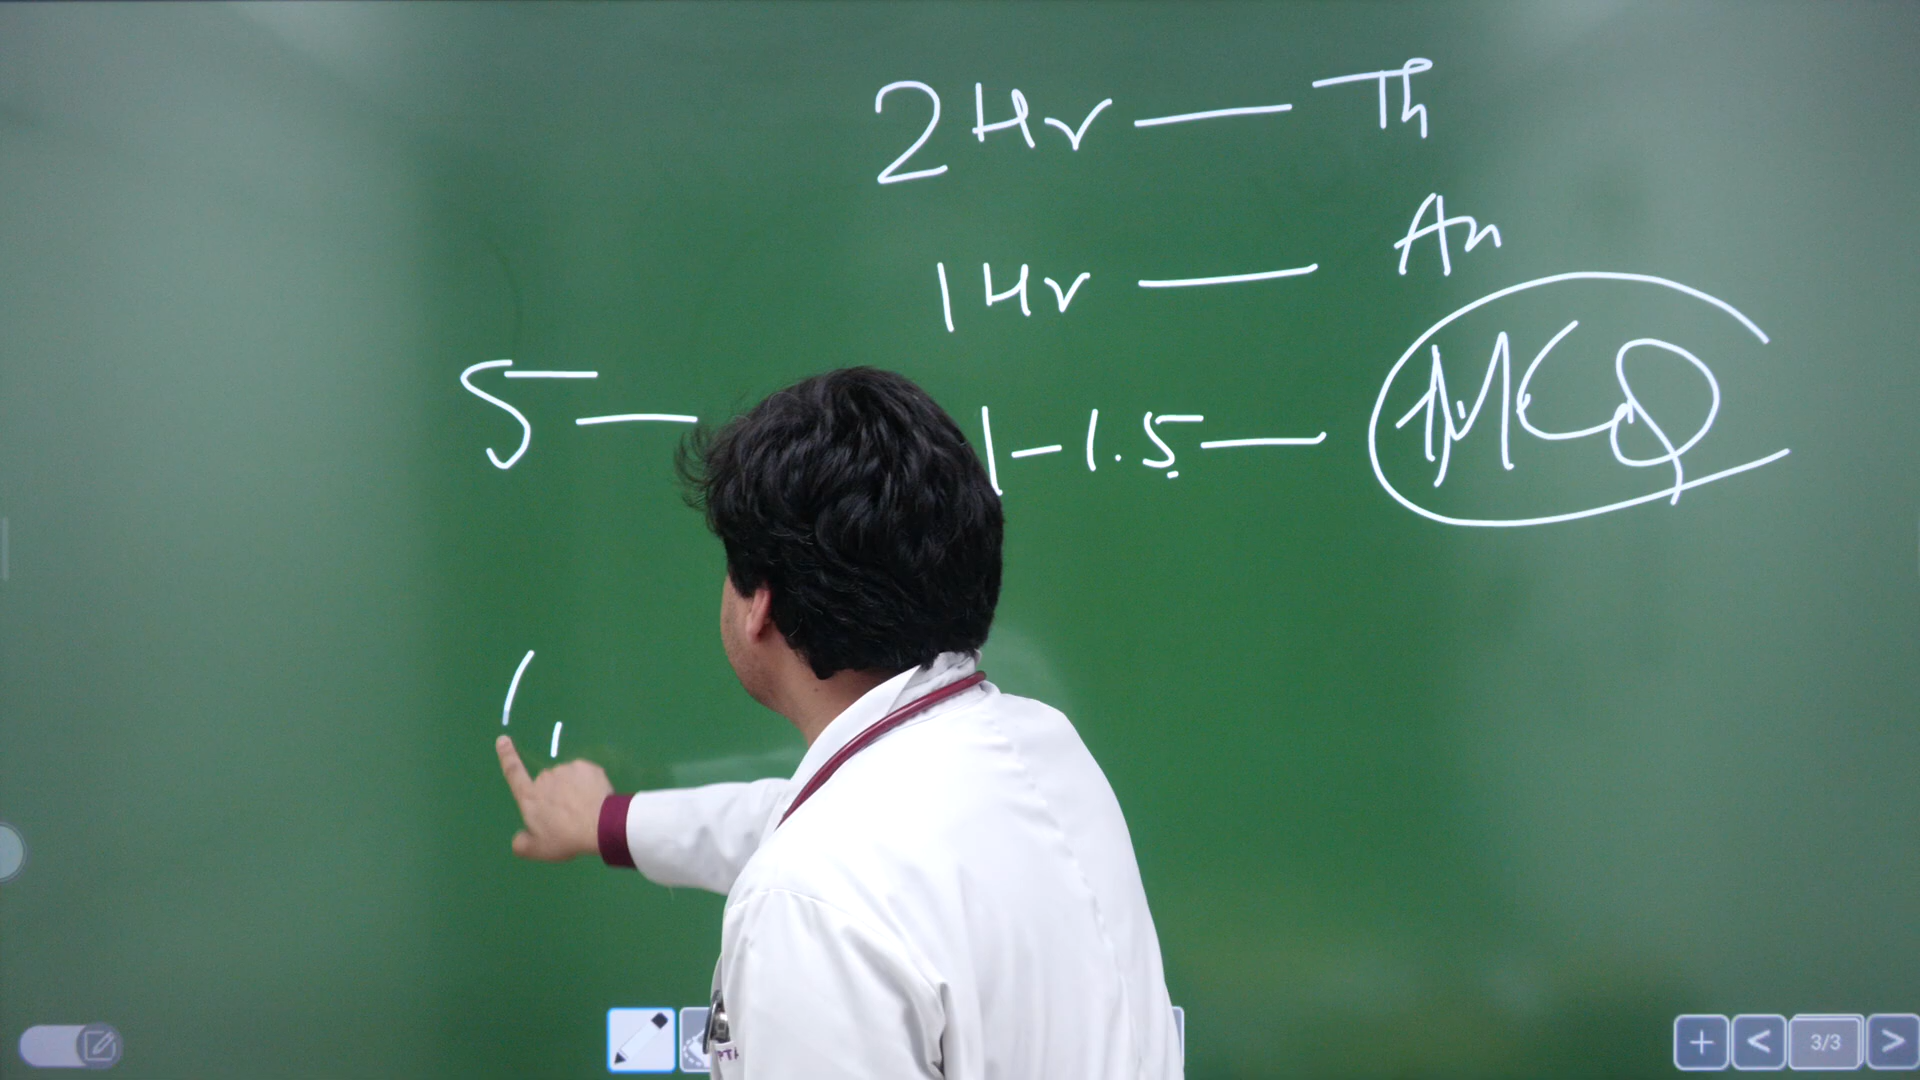 2 Hr — Th
An
1 Hr —
5 —
1 - 1.5 — MCQ
3/3